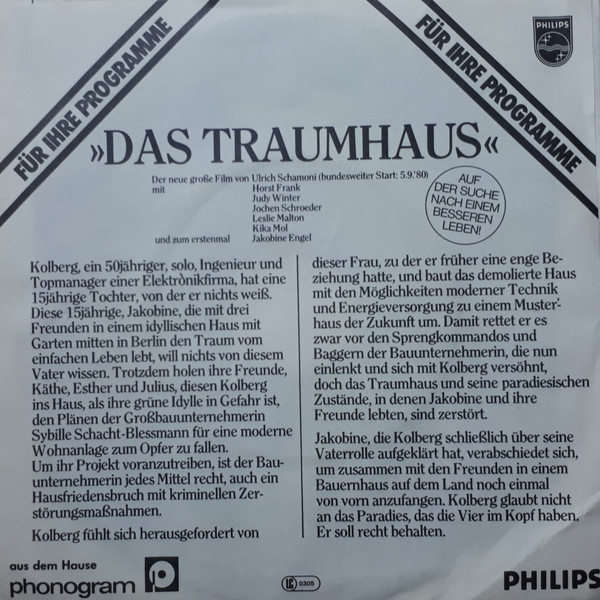 FÜR IHRE PROGRAMME
FÜR IHRE PROGRAMME
PHILIPS
»DAS TRAUMHAUS«
Der neue große Film von Ulrich Schamoni (bundesweiter Start: 5.9.'80)
mit Horst Frank
Judy Winter
Jochen Schroeder
Leslie Malton
Kika Mol
und zum erstenmal Jakobine Engel
AUF
DER SUCHE
NACH EINEM
BESSEREN
LEBEN!
Kolberg, ein 50jähriger, solo, Ingenieur und
Topmanager einer Elektrònikfirma, hat eine
15jährige Tochter, von der er nichts weiß.
Diese 15jährige, Jakobine, die mit drei
Freunden in einem idyllischen Haus mit
Garten mitten in Berlin den Traum vom
einfachen Leben lebt, will nichts von diesem
Vater wissen. Trotzdem holen ihre Freunde,
Käthe, Esther und Julius, diesen Kolberg
ins Haus, als ihre grüne Idylle in Gefahr ist,
den Plänen der Großbauunternehmerin
Sybille Schacht-Blessmann für eine moderne
Wohnanlage zum Opfer zu fallen.
Um ihr Projekt voranzutreiben, ist der Bau-
unternehmerin jedes Mittel recht, auch ein
Hausfriedensbruch mit kriminellen Zer-
störungsmaßnahmen.
Kolberg fühlt sich herausgefordert von
dieser Frau, zu der er früher eine enge Be-
ziehung hatte, und baut das demolierte Haus
mit den Möglichkeiten moderner Technik
und Energieversorgung zu einem Muster-
haus der Zukunft um. Damit rettet er es
zwar vor den Sprengkommandos und
Baggern der Bauunternehmerin, die nun
einlenkt und sich mit Kolberg versöhnt,
doch das Traumhaus und seine paradiesischen
Zustände, in denen Jakobine und ihre
Freunde lebten, sind zerstört.
Jakobine, die Kolberg schließlich über seine
Vaterrolle aufgeklärt hat, verabschiedet sich,
um zusammen mit den Freunden in einem
Bauernhaus auf dem Land noch einmal
von vorn anzufangen. Kolberg glaubt nicht
an das Paradies, das die Vier im Kopf haben.
Er soll recht behalten.
aus dem Hause
phonogram p
LC 0305
PHILIPS